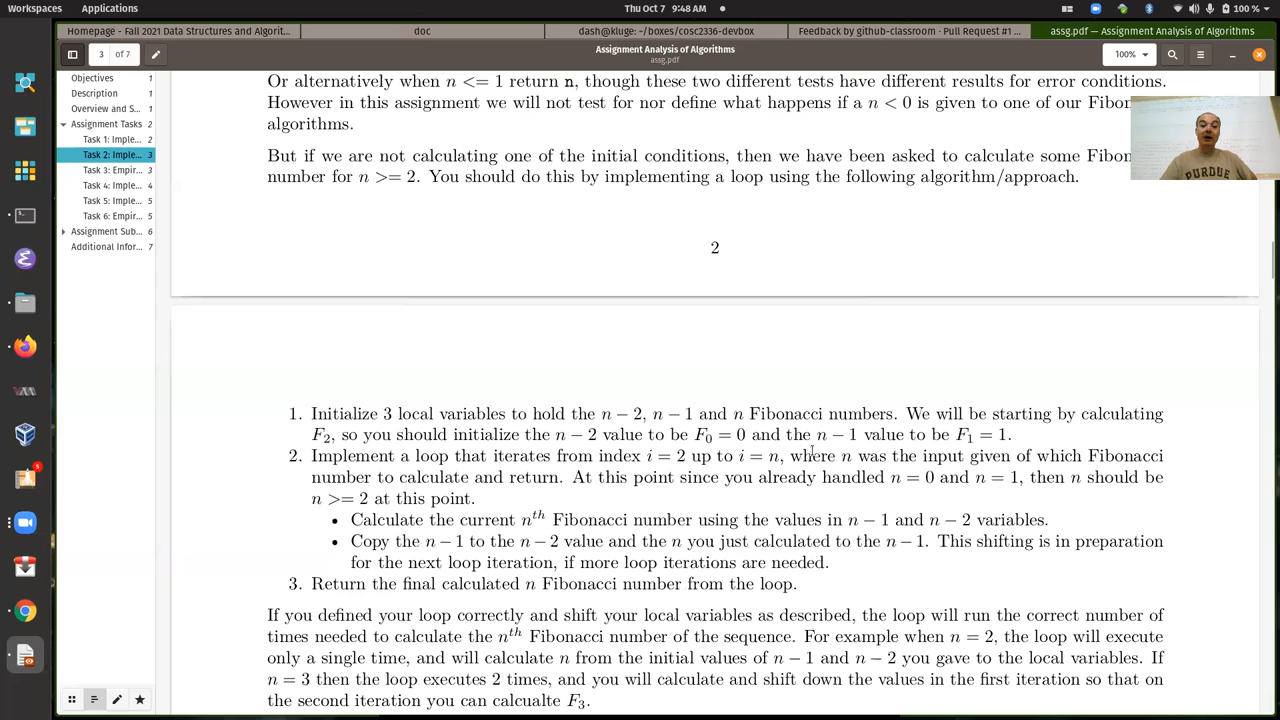 Workspaces Applications Thu Oct 7 9:48 AM 100 %
Homepage - Fall 2021 Data Structures and Algorit... doc dash@kluge: ~/boxes/cosc2336-devbox Feedback by github-classroom · Pull Request #1 ... assg.pdf — Assignment Analysis of Algorithms
3 of 7 Assignment Analysis of Algorithms 100%
assg.pdf
Objectives 1
Description 1
Overview and S... 1
Assignment Tasks 2
Task 1: Imple... 2
Task 2: Imple... 3
Task 3: Empir... 3
Task 4: Imple... 4
Task 5: Imple... 5
Task 6: Empir... 5
Assignment Sub... 6
Additional Infor... 7
Or alternatively when n <= 1 return n, though these two different tests have different results for error conditions.
However in this assignment we will not test for nor define what happens if a n < 0 is given to one of our Fibon
algorithms.
But if we are not calculating one of the initial conditions, then we have been asked to calculate some Fibon
number for n >= 2. You should do this by implementing a loop using the following algorithm/approach.
2
PURDUE
1. Initialize 3 local variables to hold the n − 2, n − 1 and n Fibonacci numbers. We will be starting by calculating
F2, so you should initialize the n − 2 value to be F0 = 0 and the n − 1 value to be F1 = 1.
2. Implement a loop that iterates from index i = 2 up to i = n, where n was the input given of which Fibonacci
number to calculate and return. At this point since you already handled n = 0 and n = 1, then n should be
n >= 2 at this point.
• Calculate the current nth Fibonacci number using the values in n − 1 and n − 2 variables.
• Copy the n − 1 to the n − 2 value and the n you just calculated to the n − 1. This shifting is in preparation
for the next loop iteration, if more loop iterations are needed.
3. Return the final calculated n Fibonacci number from the loop.
If you defined your loop correctly and shift your local variables as described, the loop will run the correct number of
times needed to calculate the nth Fibonacci number of the sequence. For example when n = 2, the loop will execute
only a single time, and will calculate n from the initial values of n − 1 and n − 2 you gave to the local variables. If
n = 3 then the loop executes 2 times, and you will calculate and shift down the values in the first iteration so that on
the second iteration you can calcualte F3.